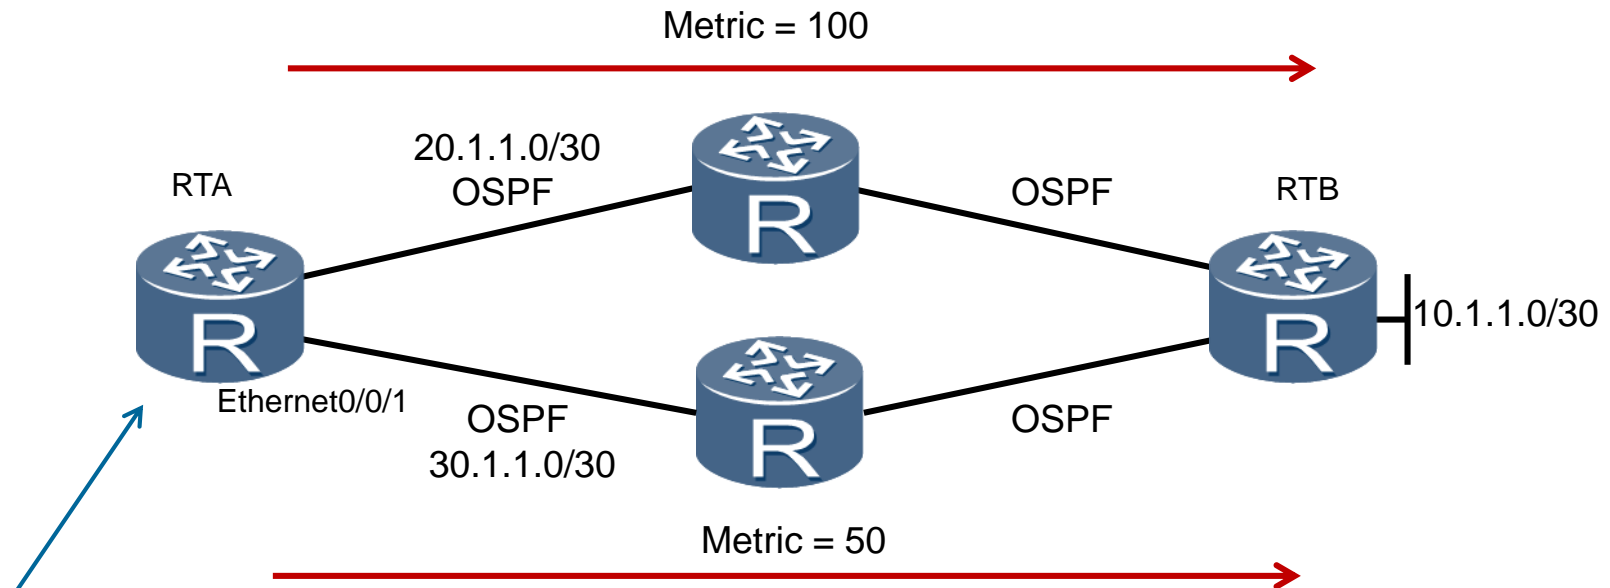 Metric = 100
20.1.1.0/30
OSPF
OSPF
RTA
RTB
R
R
R
R
10.1.1.0/30
Ethernet0/0/1
OSPF
30.1.1.0/30
OSPF
Metric = 50